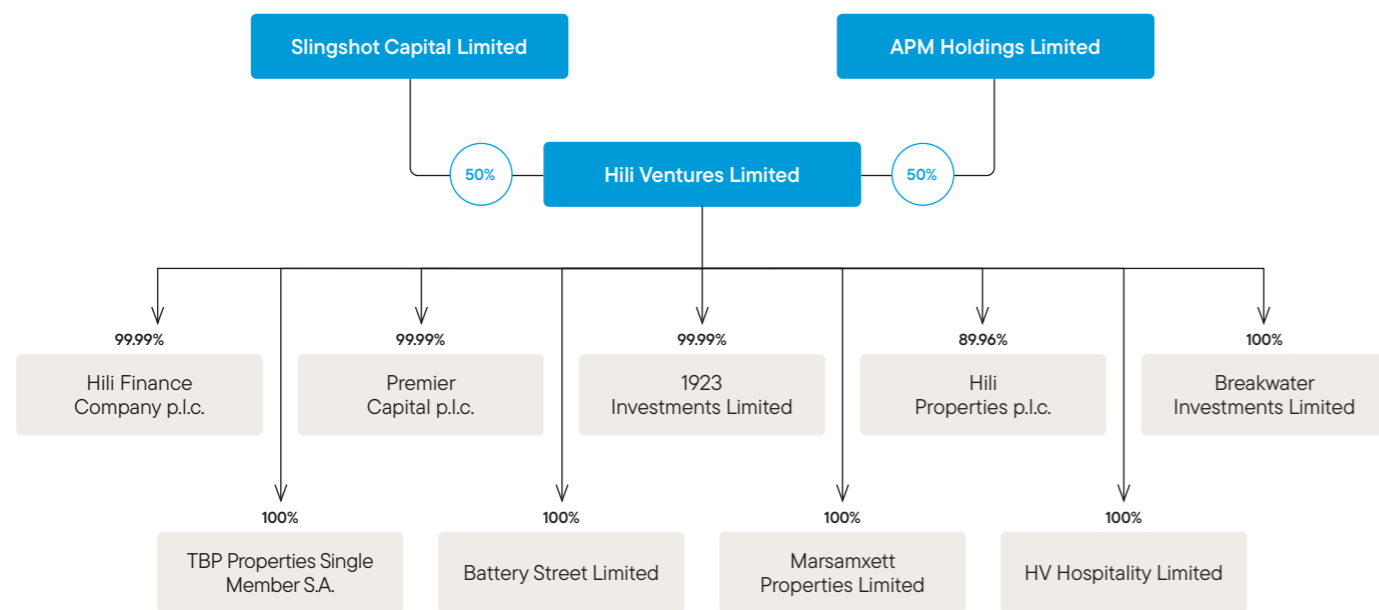 Slingshot Capital Limited
APM Holdings Limited
50%
Hili Ventures Limited
50%
99.99%
99.99%
99.99%
89.96%
100%
Hili Finance
Company p.l.c.
Premier
Capital p.l.c.
1923
Investments Limited
Hili
Properties p.l.c.
Breakwater
Investments Limited
100%
100%
100%
100%
TBP Properties Single
Member S.A.
Battery Street Limited
Marsamxett
Properties Limited
HV Hospitality Limited